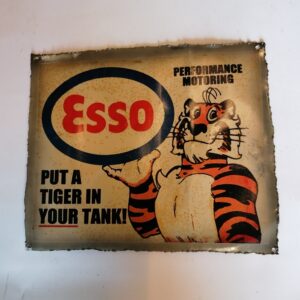 PERFORMANCE
MOTORING
Esso
PUT A
TIGER IN
YOUR TANK!